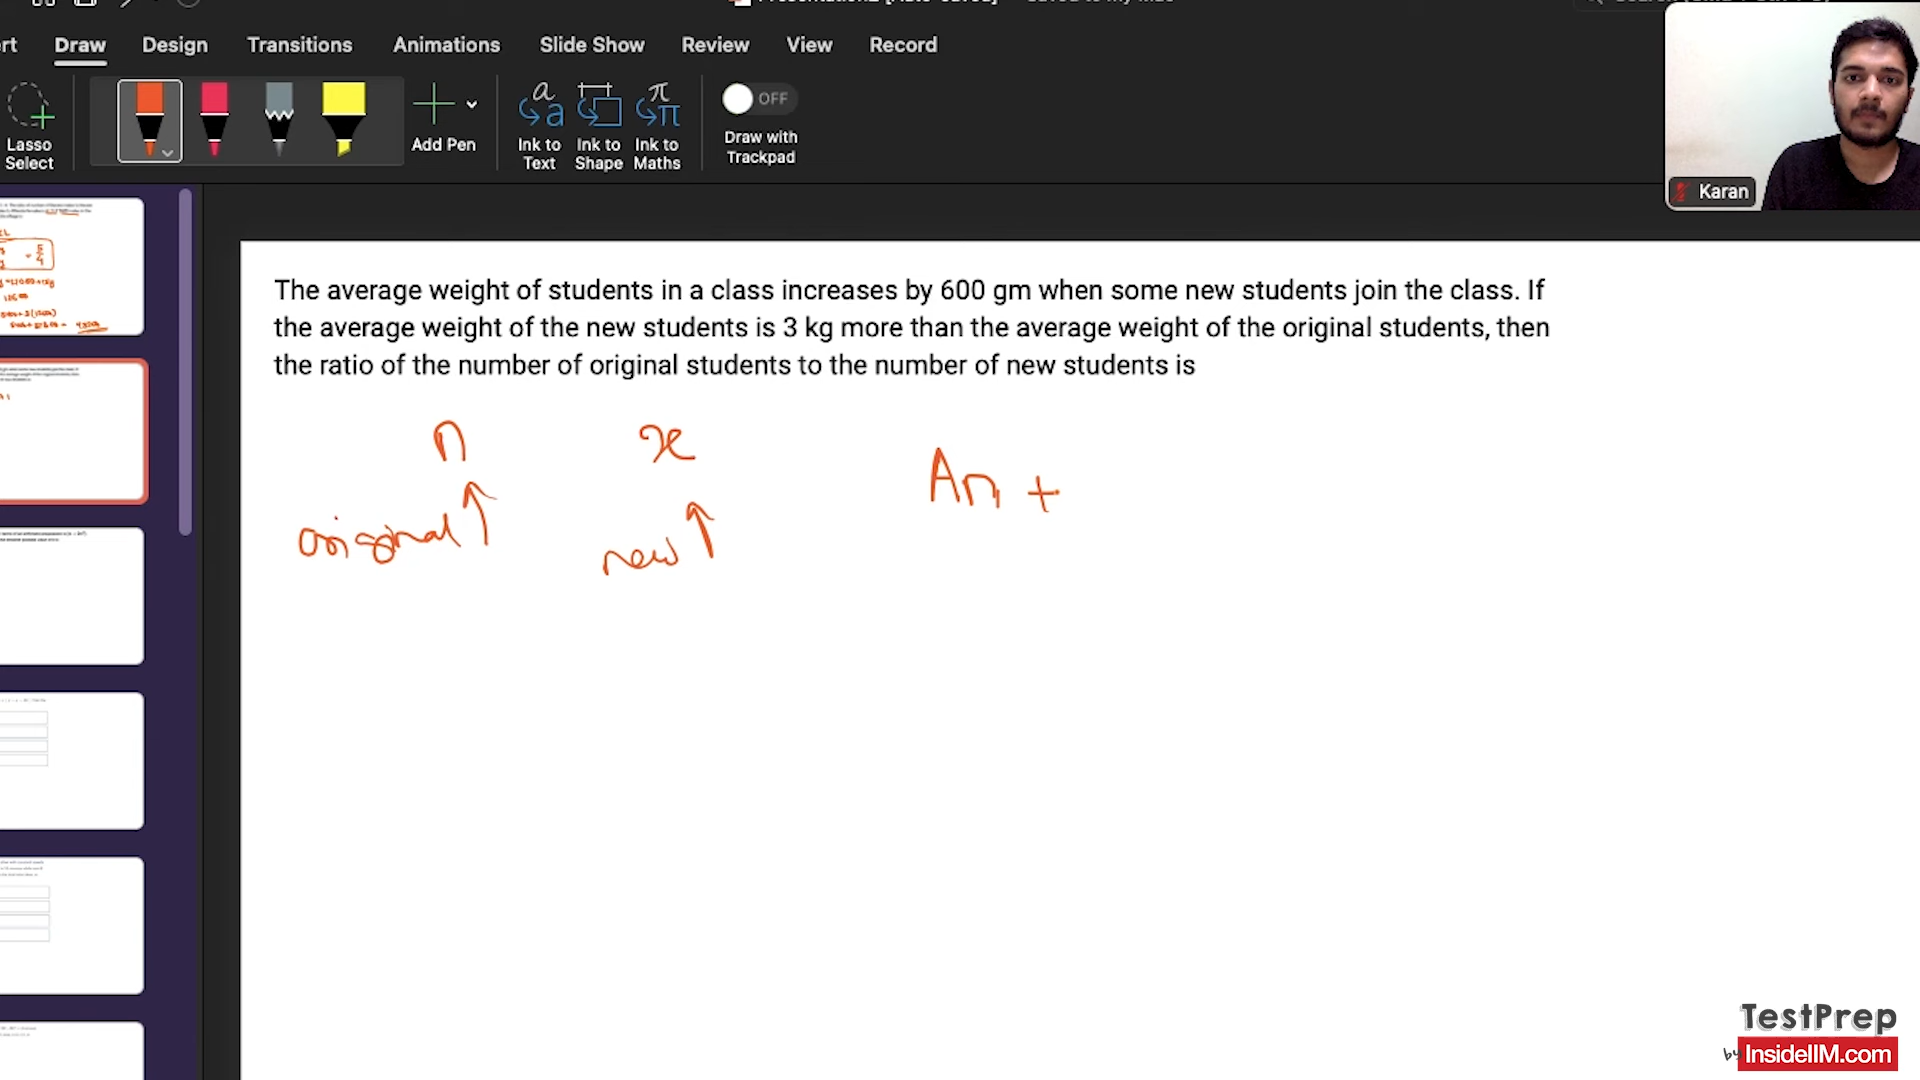 Draw Design Transitions Animations Slide Show Review View Record
OFF
Lasso
Select
Add Pen
Ink to
Text
Ink to
Shape
Ink to
Maths
Draw with
Trackpad
Karan
The average weight of students in a class increases by 600 gm when some new students join the class. If
the average weight of the new students is 3 kg more than the average weight of the original students, then
the ratio of the number of original students to the number of new students is
n x
An +
original new
TestPrep
by InsideIIM.com